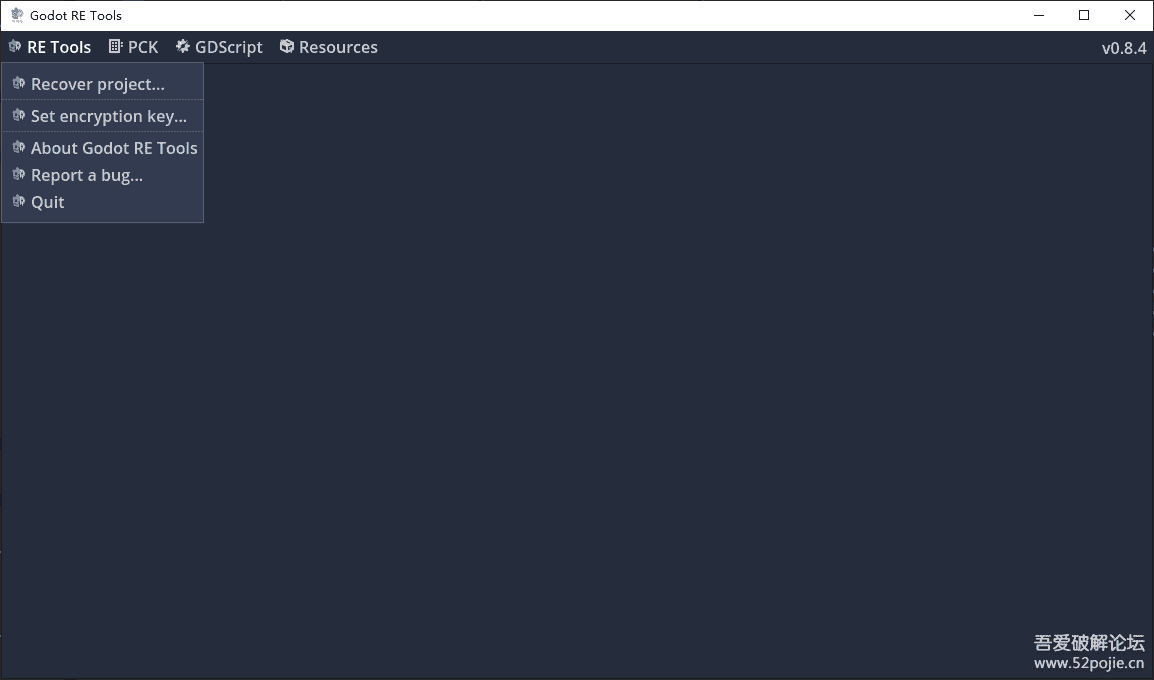 Godot RE Tools
RE Tools PCK GDScript Resources v0.8.4
Recover project...
Set encryption key...
About Godot RE Tools
Report a bug...
Quit
吾爱破解论坛
www.52pojie.cn